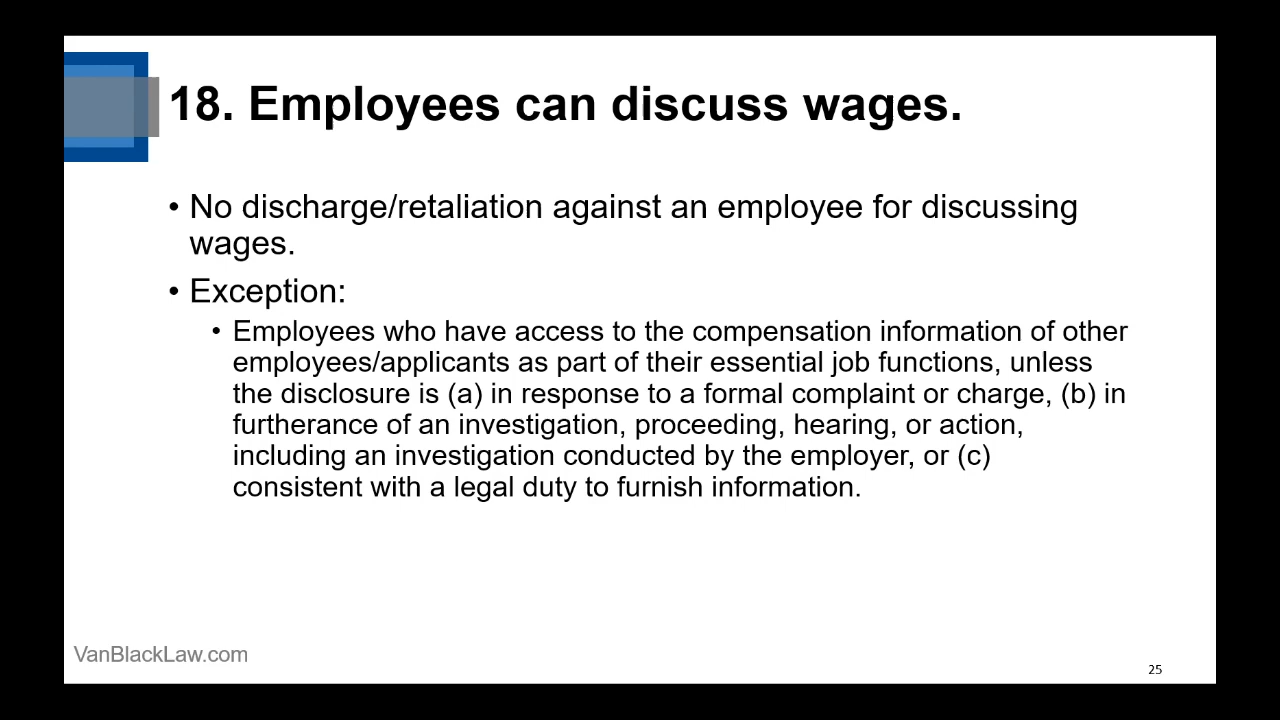 18. Employees can discuss wages.
• No discharge/retaliation against an employee for discussing
wages.
• Exception:
• Employees who have access to the compensation information of other
employees/applicants as part of their essential job functions, unless
the disclosure is (a) in response to a formal complaint or charge, (b) in
furtherance of an investigation, proceeding, hearing, or action,
including an investigation conducted by the employer, or (c)
consistent with a legal duty to furnish information.
VanBlackLaw.com
25